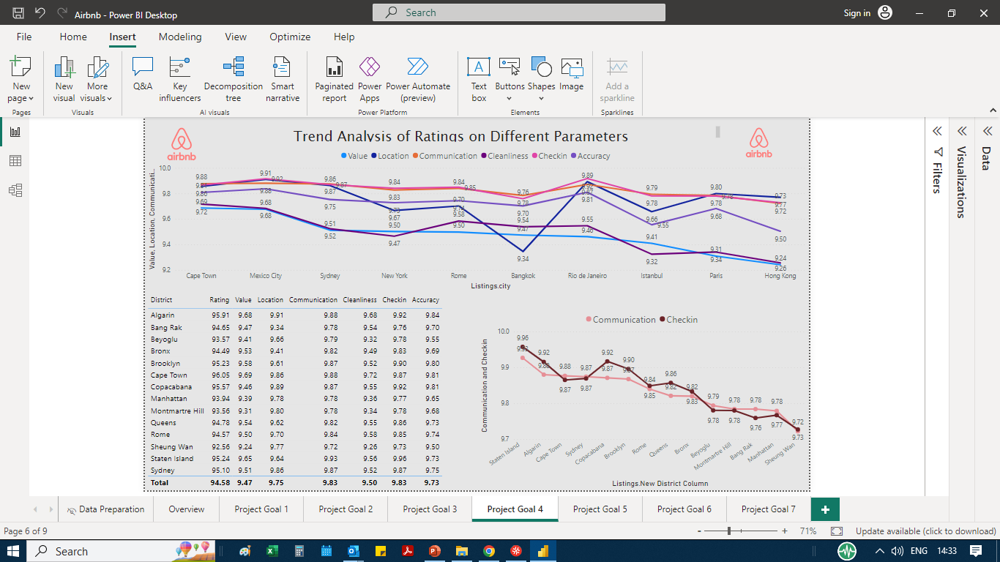 Airbnb - Power BI Desktop
Search
Sign in
File Home Insert Modeling View Optimize Help
New page
New visual
More visuals
Q&A
Key influencers
Decomposition tree
Smart narrative
Paginated report
Power Apps
Power Automate (preview)
Text box
Buttons
Shapes
Image
Add a sparkline
Pages
Visuals
AI visuals
Power Platform
Elements
Sparklines
airbnb
Trend Analysis of Ratings on Different Parameters
airbnb
Value Location Communication Cleanliness Checkin Accuracy
Value, Location, Communicati...
10.0
9.8
9.6
9.4
9.2
9.88 9.91 9.86 9.84 9.84 9.76 9.89 9.79 9.80 9.73
9.87 9.85 9.78 9.77
9.86 9.88 9.87 9.83 9.70 9.78 9.81 9.78 9.78 9.72
9.69 9.68 9.75 9.67 9.58 9.70 9.55 9.66 9.55 9.68 9.50
9.72 9.68 9.51 9.50 9.50 9.54 9.46 9.41 9.31 9.24
9.52 9.47 9.47 9.34 9.32 9.34 9.26
Cape Town Mexico City Sydney New York Rome Bangkok Rio de Janeiro Istanbul Paris Hong Kong
Listings.city
District Rating Value Location Communication Cleanliness Checkin Accuracy
Algarin 95.91 9.68 9.91 9.88 9.68 9.92 9.84
Bang Rak 94.65 9.47 9.34 9.78 9.54 9.76 9.70
Beyoglu 93.57 9.41 9.66 9.79 9.32 9.78 9.55
Bronx 94.49 9.53 9.41 9.82 9.49 9.83 9.69
Brooklyn 95.23 9.58 9.61 9.87 9.52 9.90 9.80
Cape Town 96.05 9.69 9.86 9.88 9.72 9.87 9.81
Copacabana 95.57 9.46 9.89 9.87 9.55 9.92 9.81
Manhattan 93.94 9.39 9.78 9.78 9.36 9.77 9.65
Montmartre Hill 93.56 9.31 9.80 9.78 9.34 9.78 9.68
Queens 94.78 9.54 9.62 9.82 9.55 9.86 9.73
Rome 94.57 9.50 9.70 9.84 9.58 9.85 9.74
Sheung Wan 92.56 9.24 9.77 9.72 9.26 9.73 9.50
Staten Island 95.24 9.65 9.64 9.93 9.56 9.96 9.73
Sydney 95.10 9.51 9.86 9.87 9.52 9.87 9.75
Total 94.58 9.47 9.75 9.83 9.50 9.83 9.73
Communication Checkin
Communication and Checkin
10.0
9.9
9.8
9.7
9.96 9.92 9.88 9.87 9.92 9.90 9.84 9.86 9.82 9.79 9.78 9.78 9.78 9.72
9.93 9.88 9.87 9.87 9.87 9.87 9.85 9.82 9.83 9.78 9.78 9.76 9.77 9.73
Staten Island Algarin Cape Town Sydney Copacabana Brooklyn Rome Queens Bronx Beyoglu Montmartre Hill Bang Rak Manhattan Sheung Wan
Listings.New District Column
Filters
Visualizations
Data
Data Preparation Overview Project Goal 1 Project Goal 2 Project Goal 3 Project Goal 4 Project Goal 5 Project Goal 6 Project Goal 7 +
Page 6 of 9
- + 71%
Update available (click to download)
Search
ENG 14:33